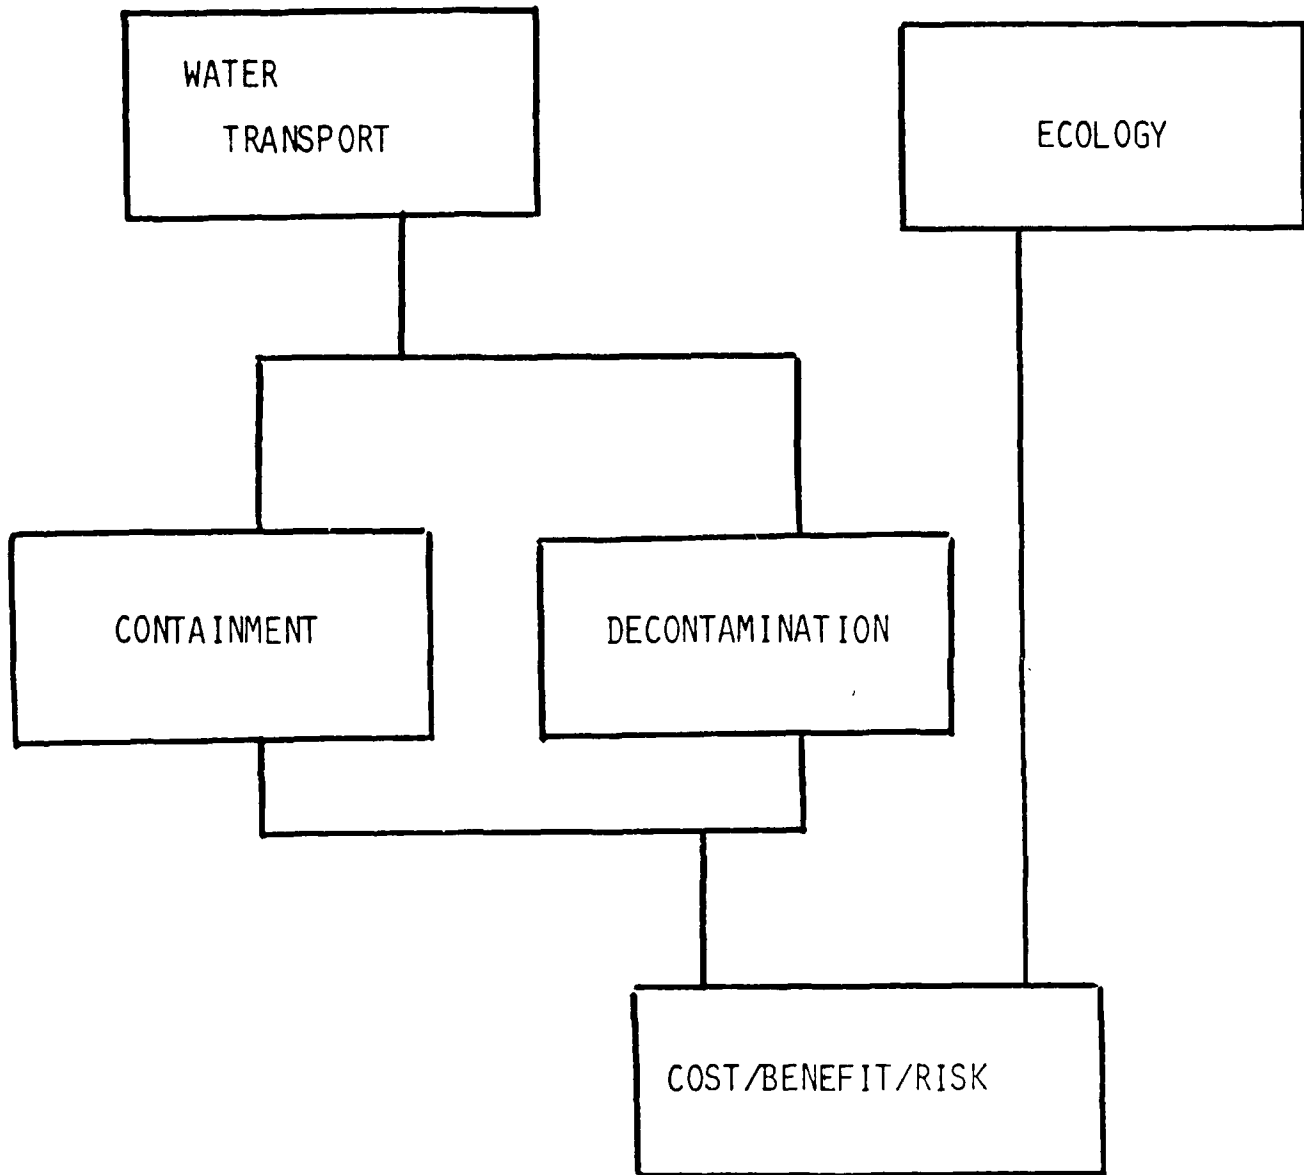 WATER
TRANSPORT
ECOLOGY
CONTAINMENT
DECONTAMINATION
COST/BENEFIT/RISK